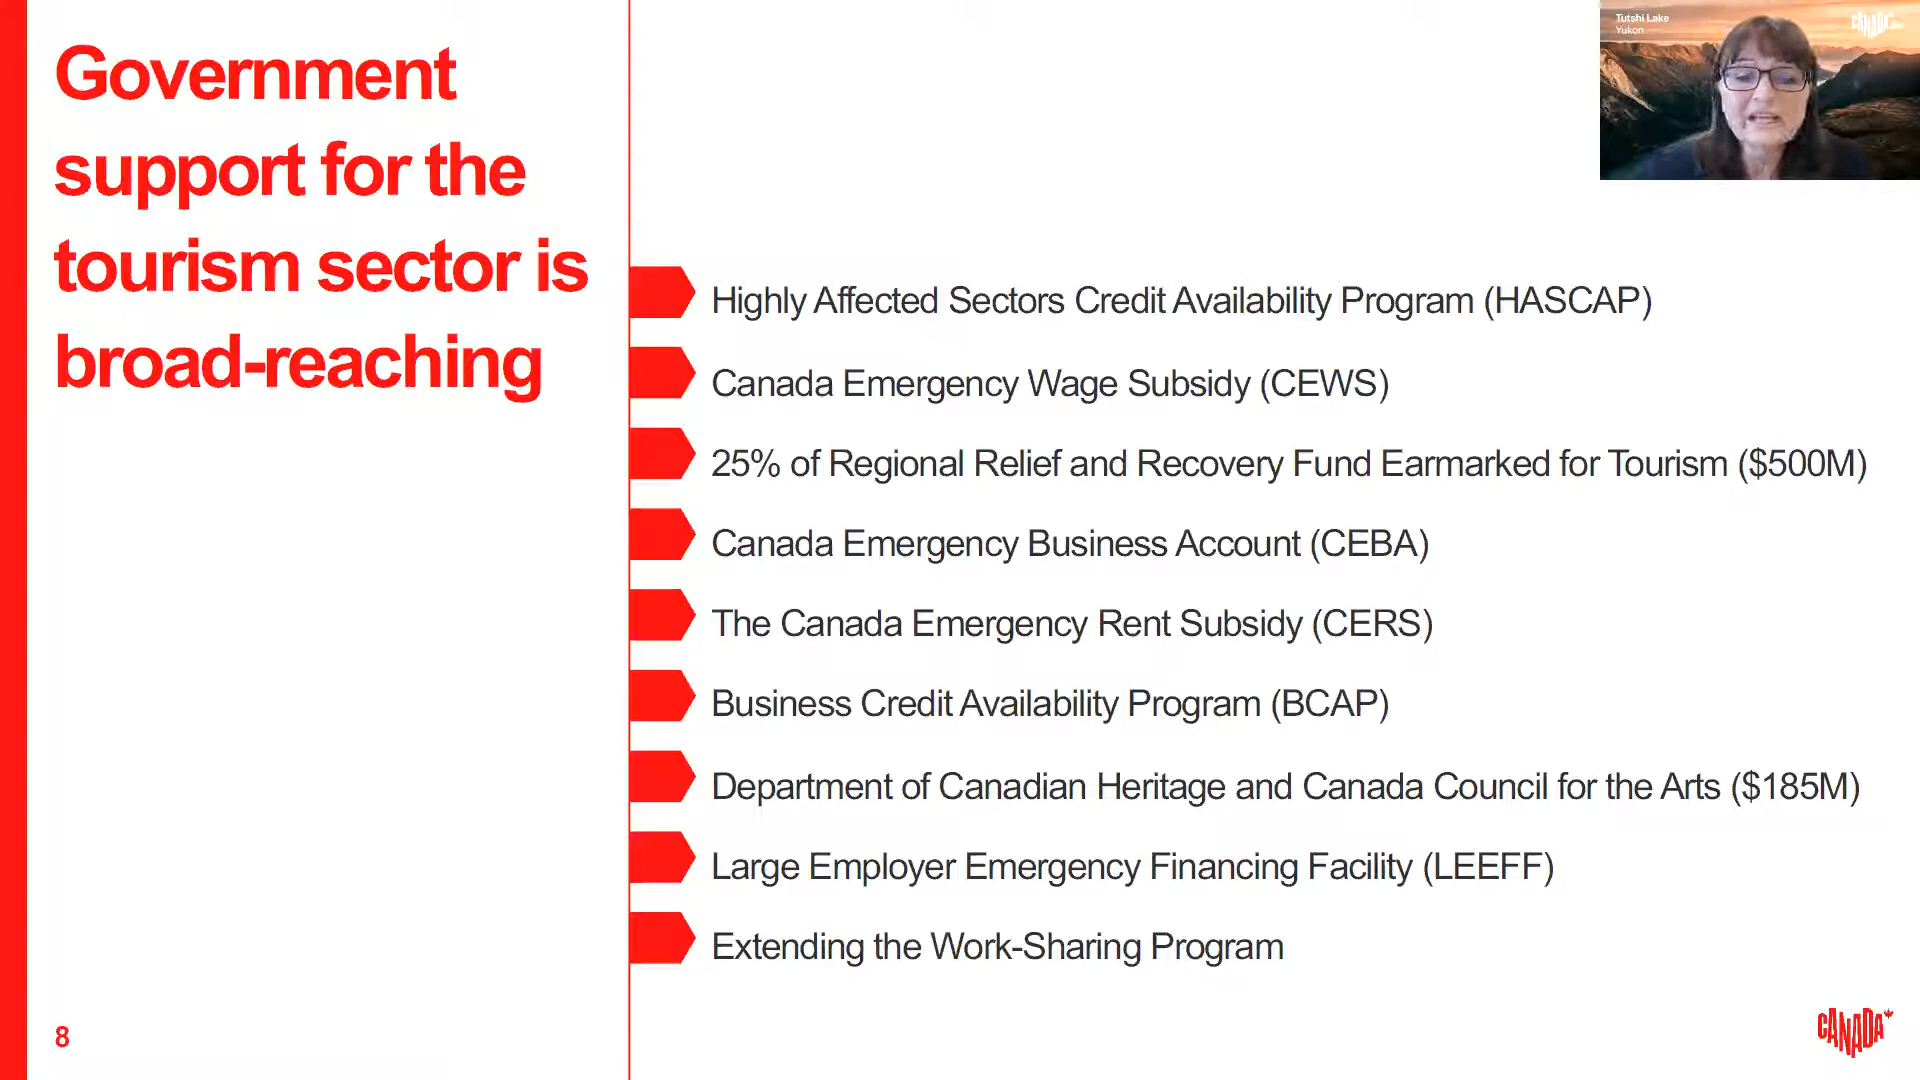 Government
support for the
tourism sector is
broad-reaching
Tutshi Lake
Yukon
CANADA
Highly Affected Sectors Credit Availability Program (HASCAP)
Canada Emergency Wage Subsidy (CEWS)
25% of Regional Relief and Recovery Fund Earmarked for Tourism ($500M)
Canada Emergency Business Account (CEBA)
The Canada Emergency Rent Subsidy (CERS)
Business Credit Availability Program (BCAP)
Department of Canadian Heritage and Canada Council for the Arts ($185M)
Large Employer Emergency Financing Facility (LEEFF)
Extending the Work-Sharing Program
8
CANADA